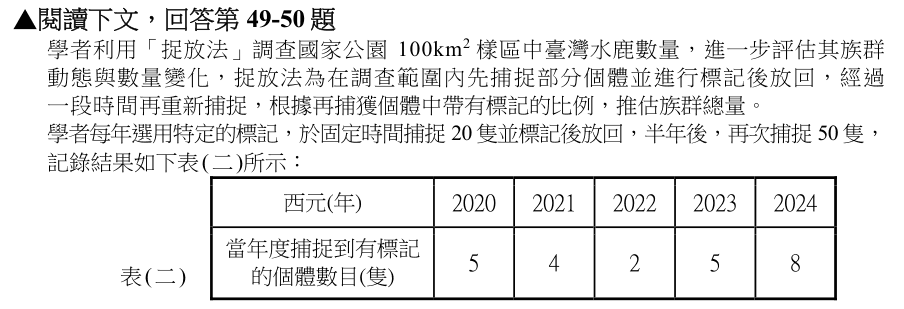 ▲閱讀下文，回答第 49-50 題
學者利用「捉放法」調查國家公園 100km² 樣區中臺灣水鹿數量，進一步評估其族群
動態與數量變化，捉放法為在調查範圍內先捕捉部分個體並進行標記後放回，經過
一段時間再重新捕捉，根據再捕獲個體中帶有標記的比例，推估族群總量。
學者每年選用特定的標記，於固定時間捕捉 20 隻並標記後放回，半年後，再次捕捉 50 隻，
記錄結果如下表(二)所示：
西元(年) 2020 2021 2022 2023 2024
當年度捕捉到有標記
的個體數目(隻) 5 4 2 5 8
表(二)